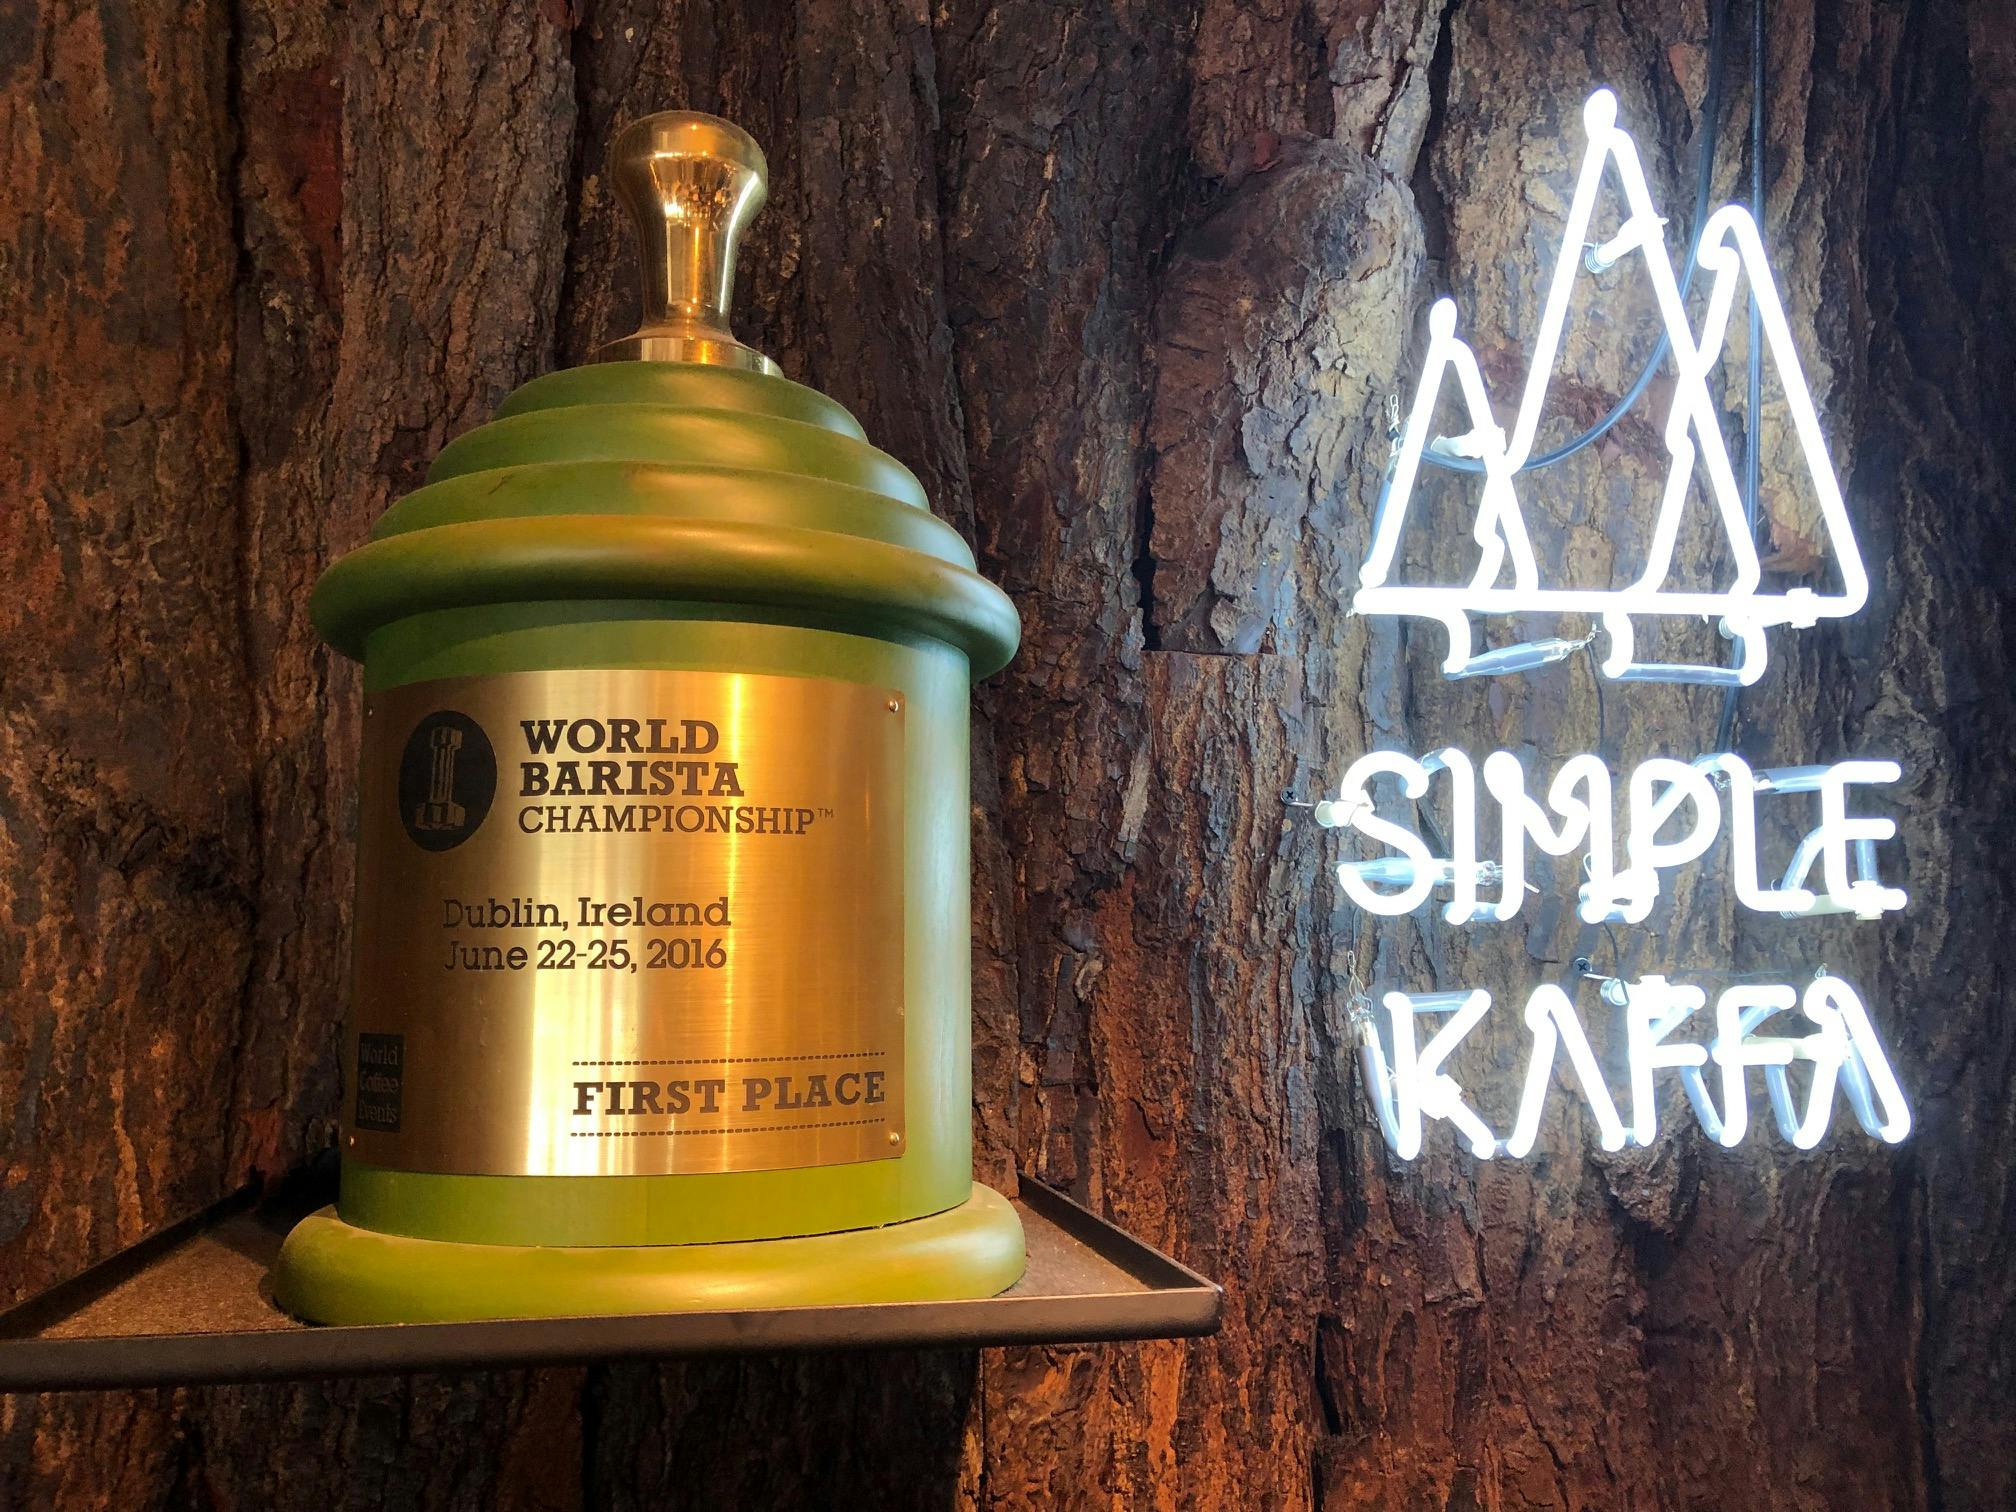 WORLD
BARISTA
CHAMPIONSHIP™
Dublin, Ireland
June 22-25, 2016
World
Coffee
Events
FIRST PLACE
SIMPLE
KAFFA